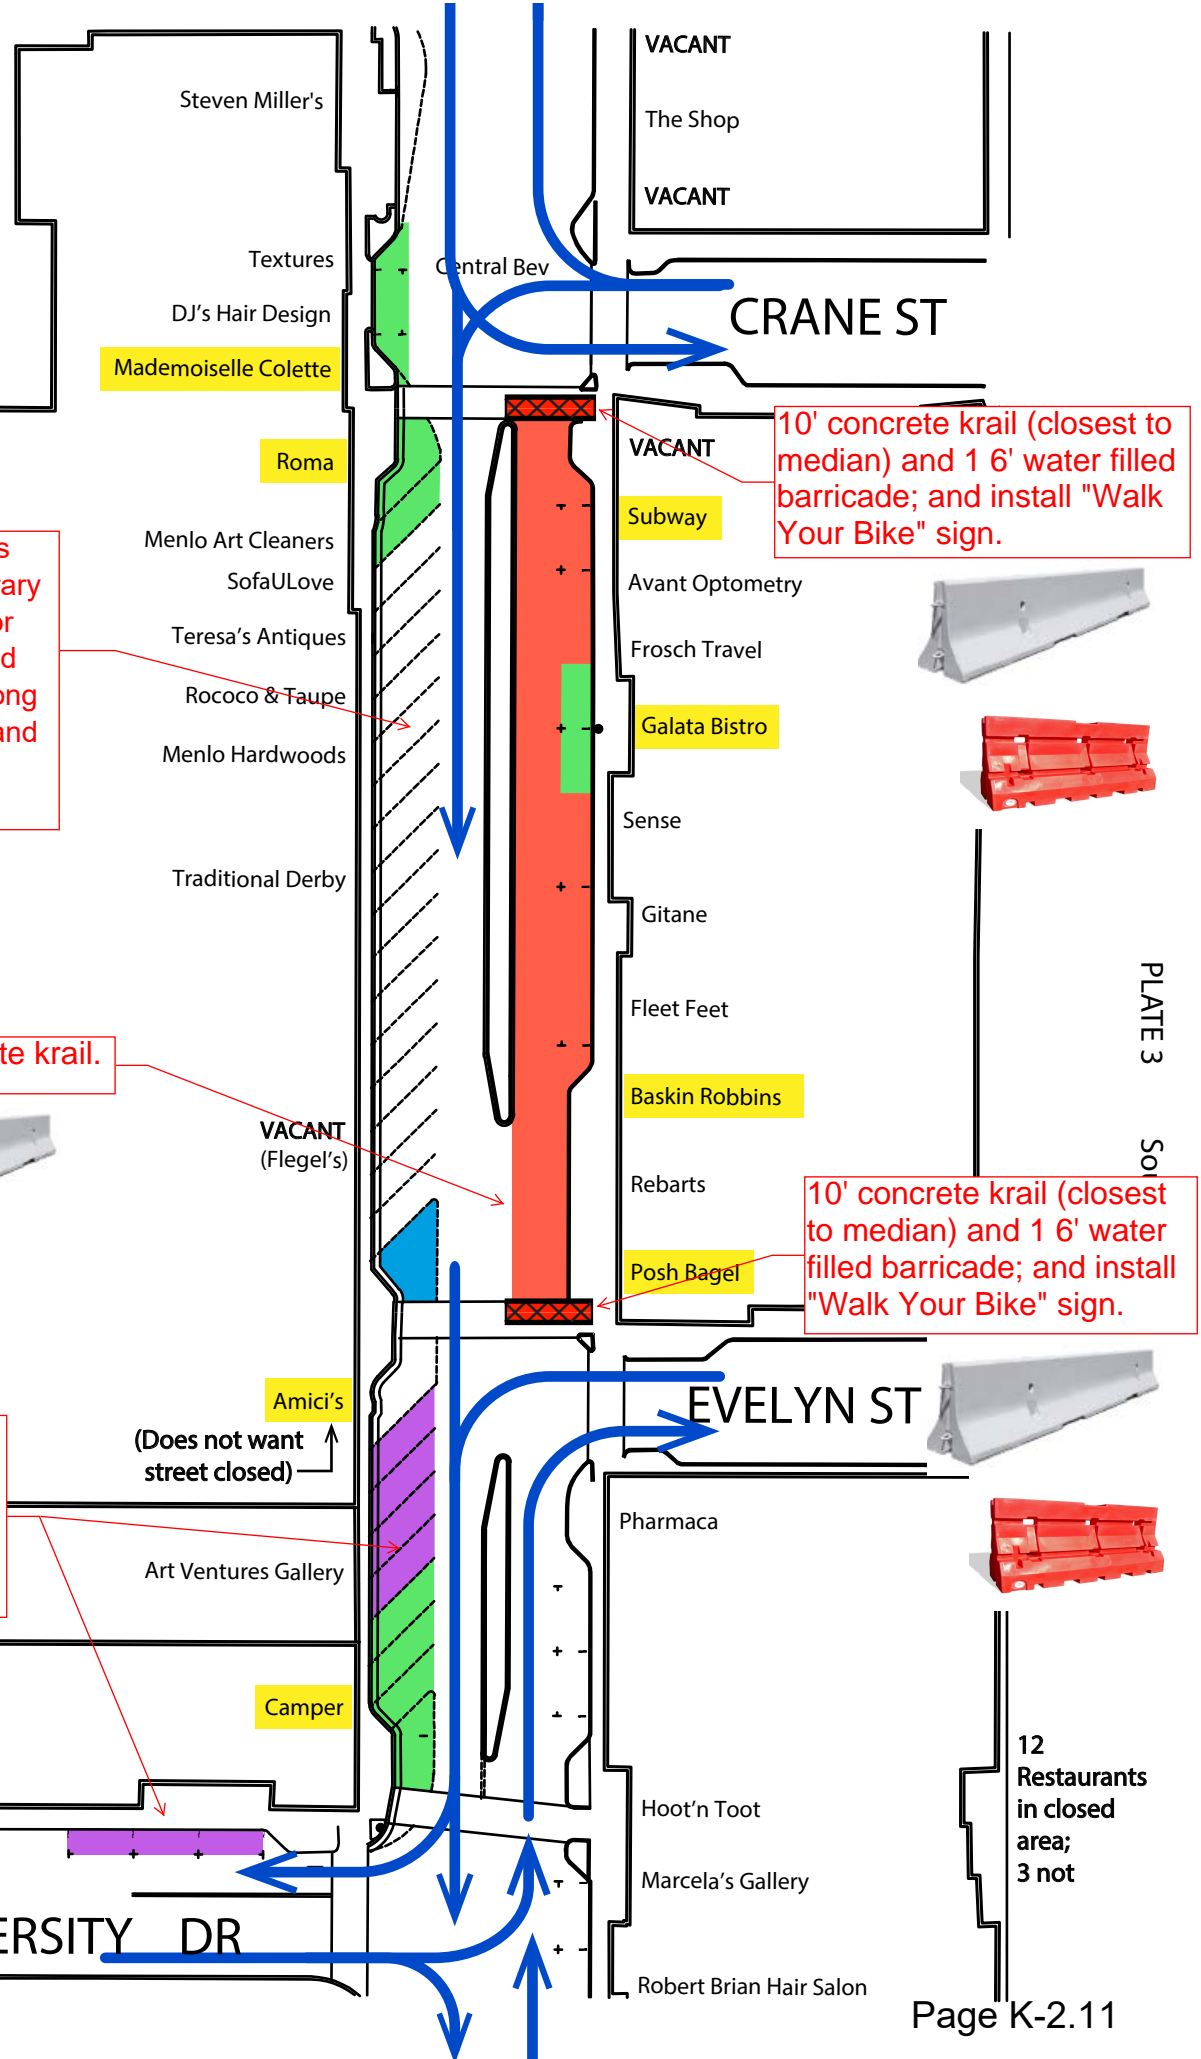 VACANT
Steven Miller's
The Shop
VACANT
Textures
Central Bev
DJ's Hair Design
CRANE ST
Mademoiselle Colette
10' concrete krail (closest to
median) and 1 6' water filled
barricade; and install "Walk
Your Bike" sign.
VACANT
Roma
Subway
Menlo Art Cleaners
SofaULove
Avant Optometry
Teresa's Antiques
Frosch Travel
Rococo & Taupe
Galata Bistro
Menlo Hardwoods
Sense
Traditional Derby
Gitane
PLATE 3
Fleet Feet
krail.
Baskin Robbins
VACANT
(Flegel's)
Rebarts
10' concrete krail (closest
to median) and 1 6' water
filled barricade; and install
"Walk Your Bike" sign.
Posh Bagel
Amici's
EVELYN ST
(Does not want
street closed)
Pharmaca
Art Ventures Gallery
Camper
12
Restaurants
in closed
area;
3 not
Hoot'n Toot
Marcela's Gallery
ERSITY DR
Robert Brian Hair Salon
Page K-2.11